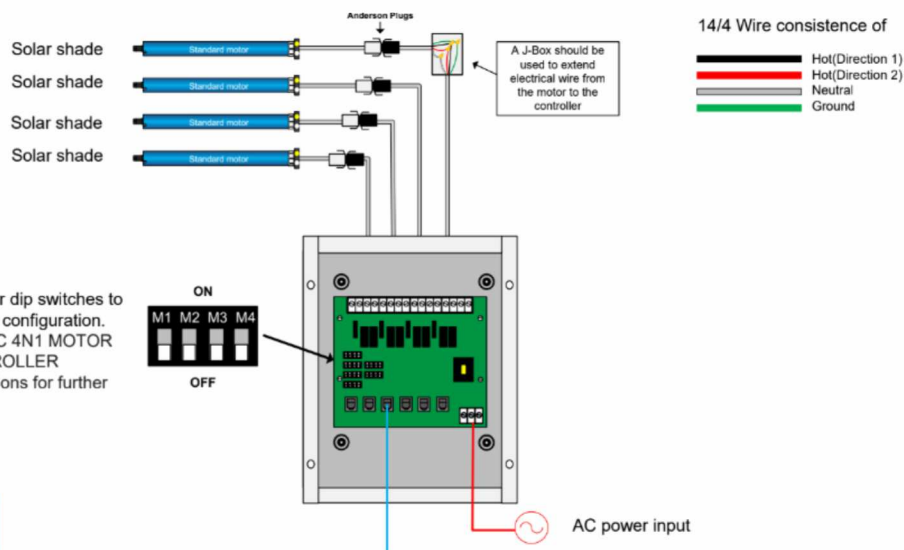 Anderson Plugs
Solar shade
Standard motor
Solar shade
Standard motor
Solar shade
Standard motor
Solar shade
Standard motor
A J-Box should be
used to extend
electrical wire from
the motor to the
controller
14/4 Wire consistence of
Hot(Direction 1)
Hot(Direction 2)
Neutral
Ground
r dip switches to
configuration.
C 4N1 MOTOR
ROLLER
ons for further
ON
M1 M2 M3 M4
OFF
AC power input